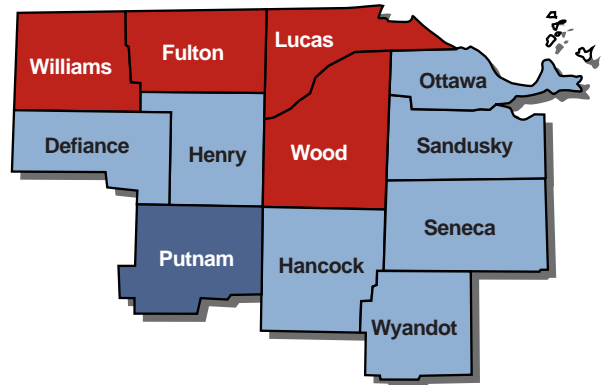 Lucas
Fulton
Williams
Ottawa
Defiance
Henry
Wood
Sandusky
Seneca
Putnam
Hancock
Wyandot